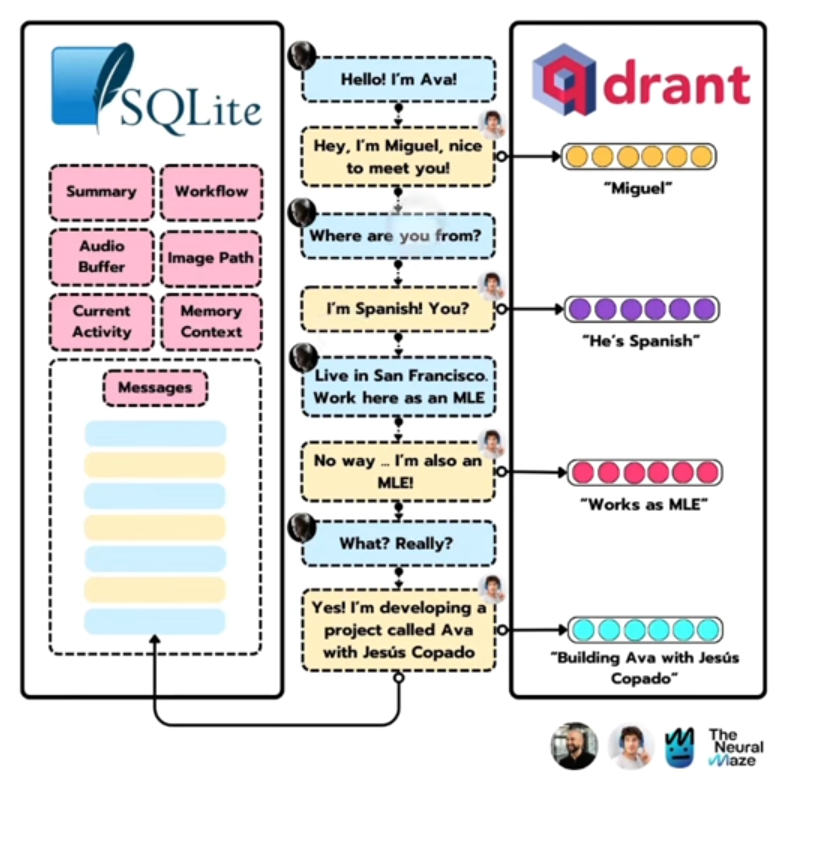 SQLite
Summary
Workflow
Audio
Buffer
Image Path
Current
Activity
Memory
Context
Messages
Hello! I'm Ava!
Hey, I'm Miguel, nice
to meet you!
Where are you from?
I'm Spanish! You?
Live in San Francisco.
Work here as an MLE
No way ... I'm also an
MLE!
What? Really?
Yes! I'm developing a
project called Ava
with Jesús Copado
qdrant
"Miguel"
"He's Spanish"
"Works as MLE"
"Building Ava with Jesús
Copado"
The
Neural
Maze